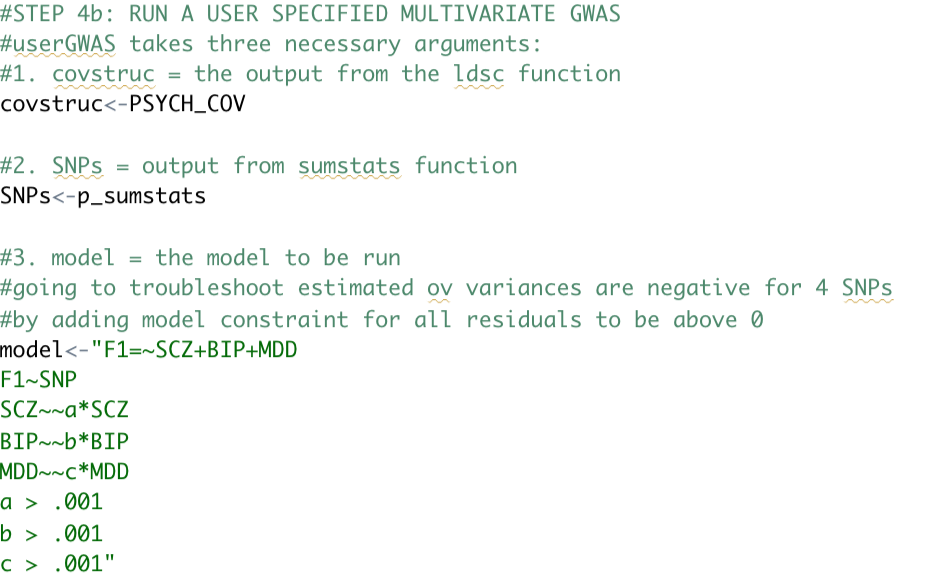 #STEP 4b: RUN A USER SPECIFIED MULTIVARIATE GWAS
#userGWAS takes three necessary arguments:
#1. covstruc = the output from the ldsc function
covstruc<-PSYCH_COV
#2. SNPs = output from sumstats function
SNPs<-p_sumstats
#3. model = the model to be run
#going to troubleshoot estimated ov variances are negative for 4 SNPs
#by adding model constraint for all residuals to be above 0
model<-"F1=~SCZ+BIP+MDD
F1~SNP
SCZ~~a*SCZ
BIP~~b*BIP
MDD~~c*MDD
a > .001
b > .001
c > .001"